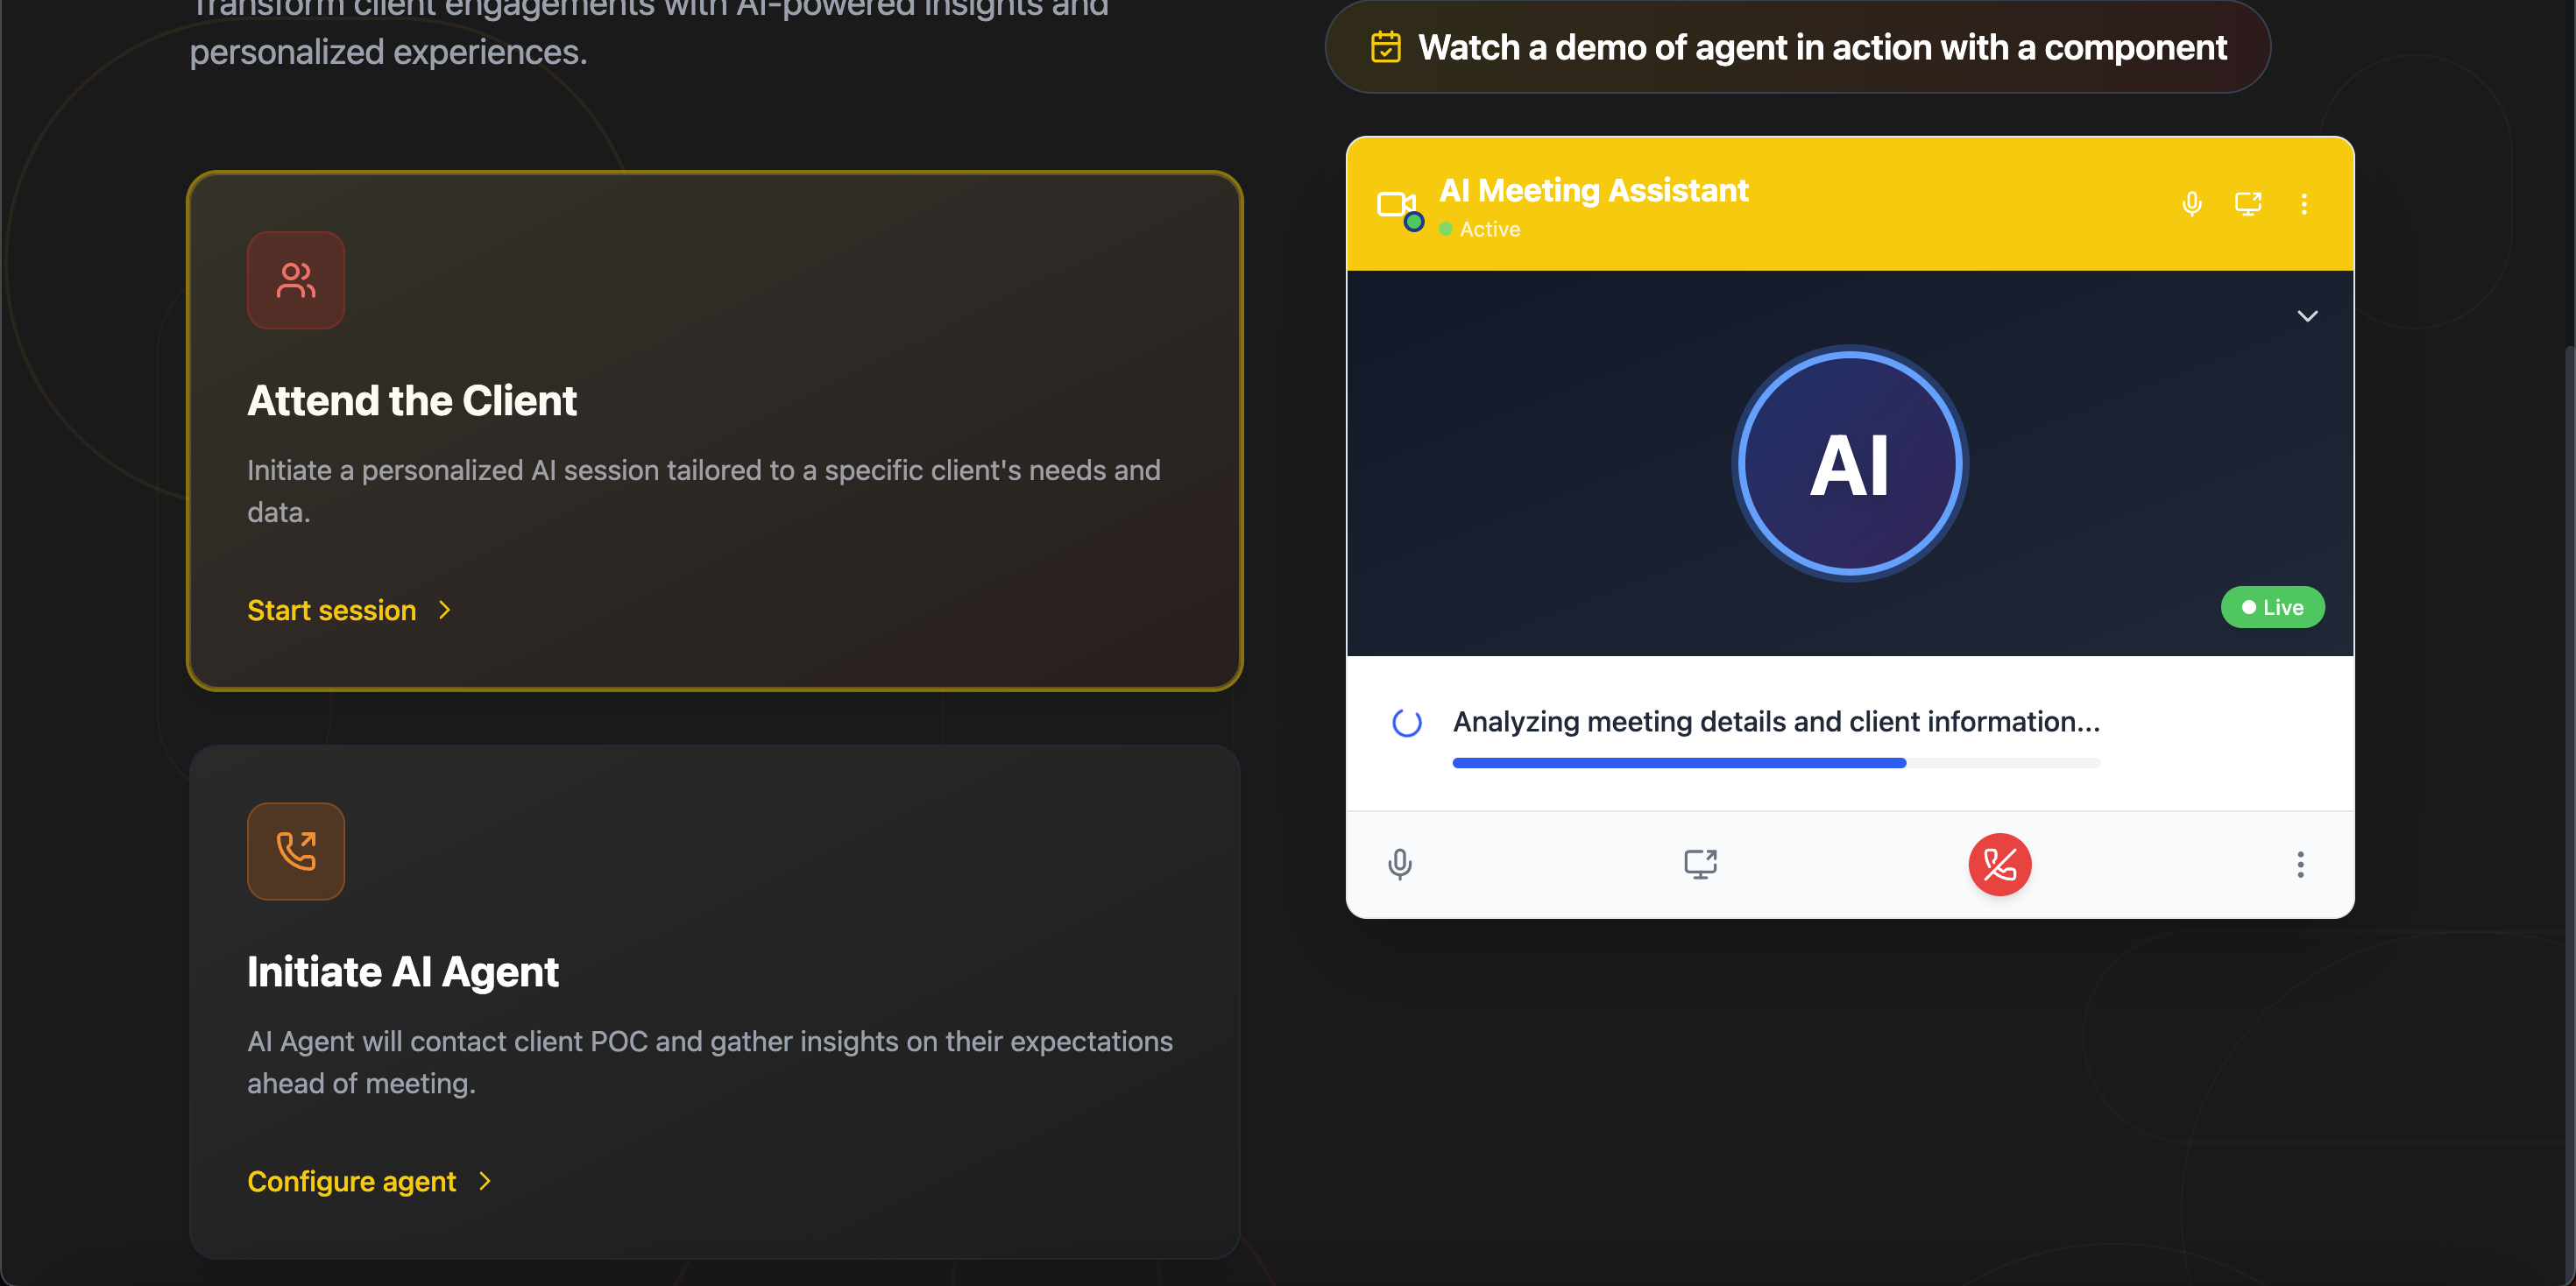 Transform client engagements with AI-powered insights and
personalized experiences.
Attend the Client
Initiate a personalized AI session tailored to a specific client's needs and
data.
Start session
Initiate AI Agent
AI Agent will contact client POC and gather insights on their expectations
ahead of meeting.
Configure agent
Watch a demo of agent in action with a component
AI Meeting Assistant
Active
AI
Live
Analyzing meeting details and client information...